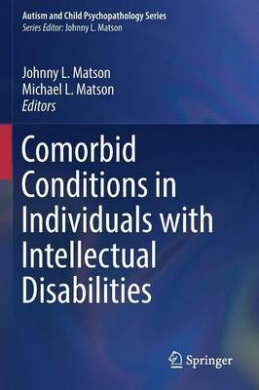 Autism and Child Psychopathology Series
Series Editor: Johnny L. Matson
Johnny L. Matson
Michael L. Matson
Editors
Comorbid
Conditions in
Individuals with
Intellectual
Disabilities
Springer